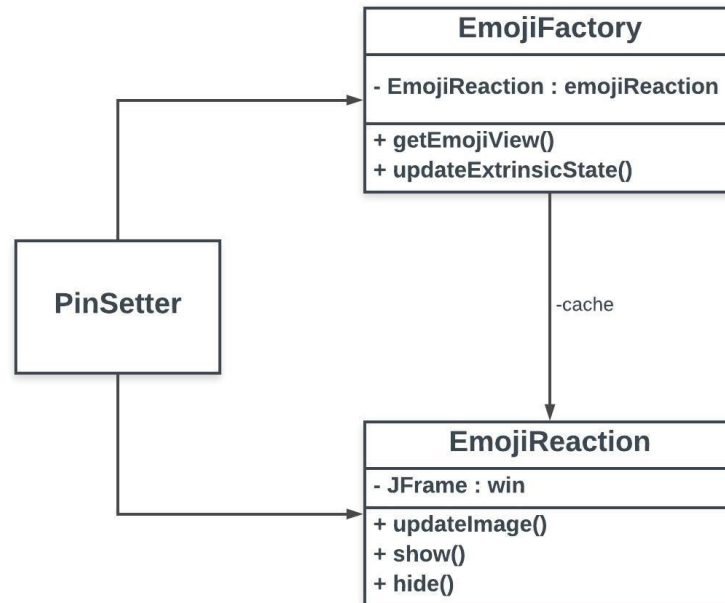 EmojiFactory
- EmojiReaction : emojiReaction
+ getEmojiView()
+ updateExtrinsicState()
PinSetter
-cache
EmojiReaction
- JFrame : win
+ updateImage()
+ show()
+ hide()